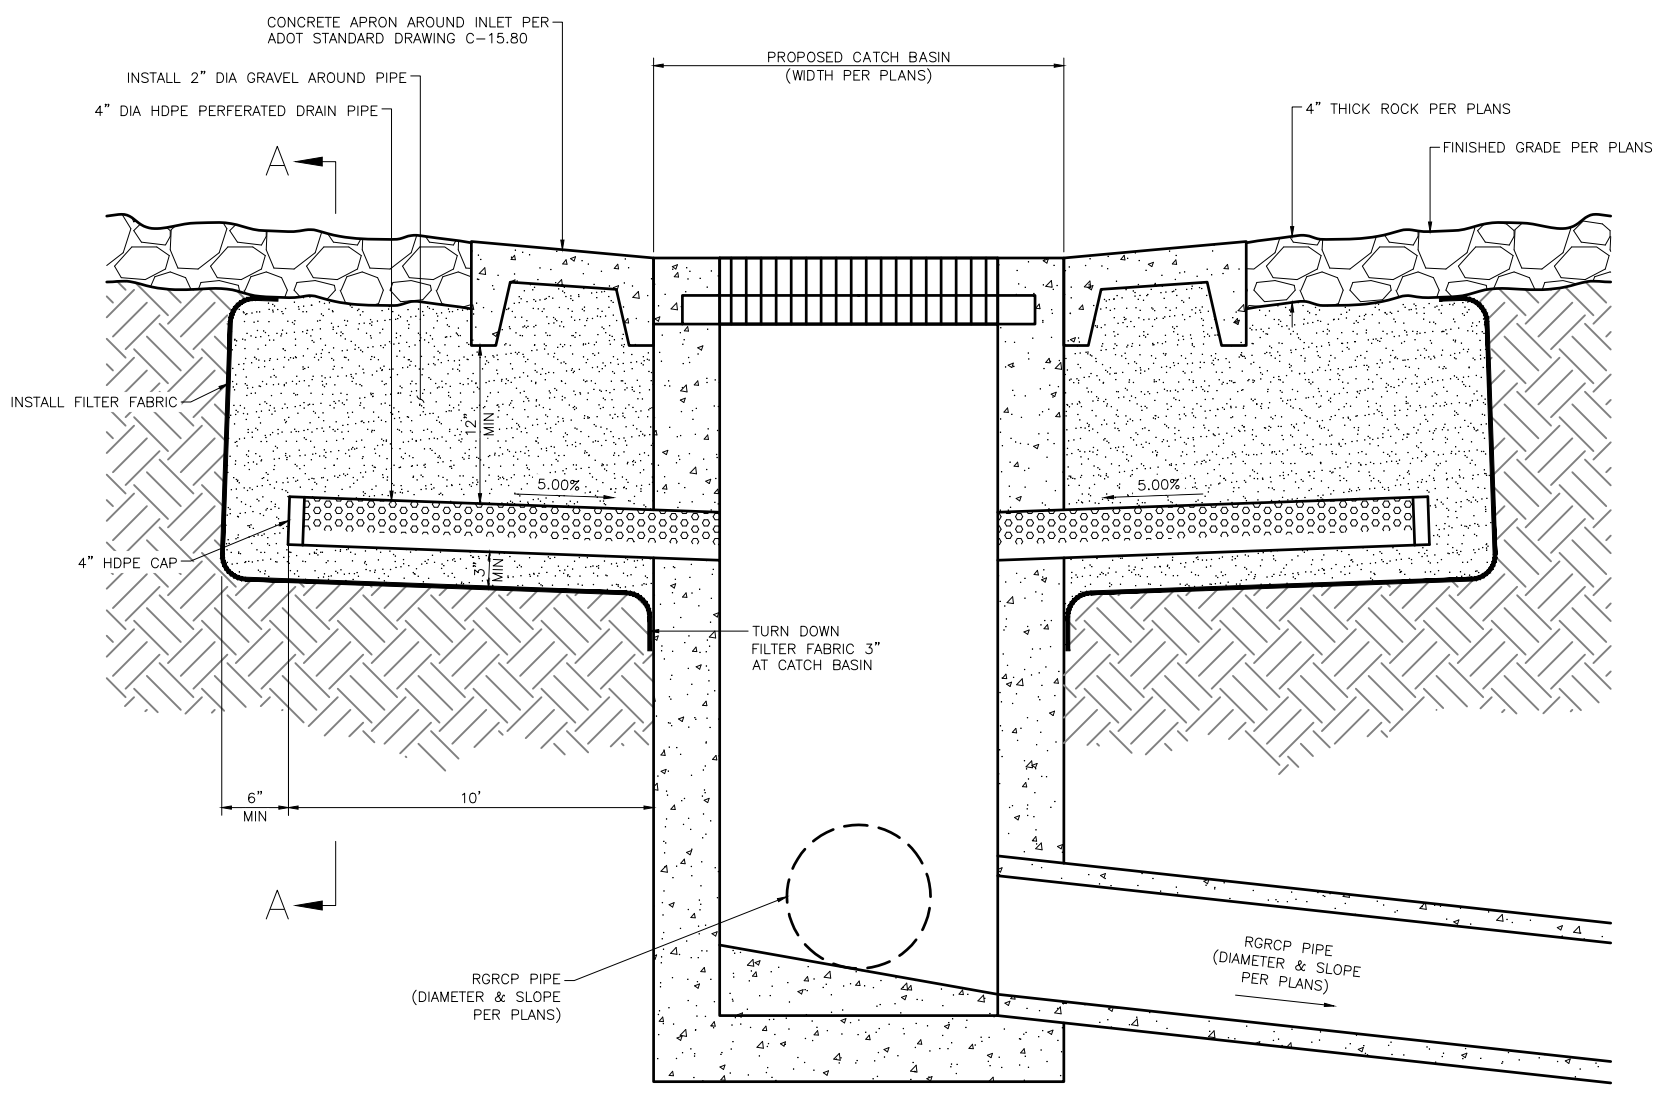 CONCRETE APRON AROUND INLET PER
ADOT STANDARD DRAWING C-15.80
INSTALL 2" DIA GRAVEL AROUND PIPE
4" DIA HDPE PERFERATED DRAIN PIPE
PROPOSED CATCH BASIN
(WIDTH PER PLANS)
4" THICK ROCK PER PLANS
FINISHED GRADE PER PLANS
A
INSTALL FILTER FABRIC
12"
MIN
5.00%
5.00%
4" HDPE CAP
3"
MIN
TURN DOWN
FILTER FABRIC 3"
AT CATCH BASIN
6"
MIN
10'
A
RGRCP PIPE
(DIAMETER & SLOPE
PER PLANS)
RGRCP PIPE
(DIAMETER & SLOPE
PER PLANS)